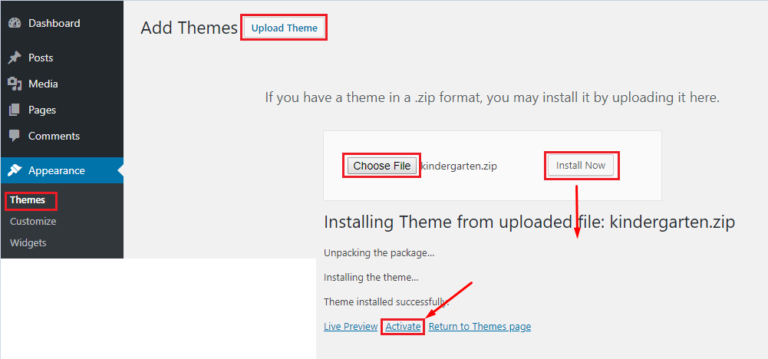 Dashboard
Posts
Media
Pages
Comments
Appearance
Themes
Customize
Widgets
Add Themes Upload Theme
If you have a theme in a .zip format, you may install it by uploading it here.
Choose File kindergarten.zip Install Now
Installing Theme from uploaded file: kindergarten.zip
Unpacking the package...
Installing the theme...
Theme installed successfully.
Live Preview Activate Return to Themes page